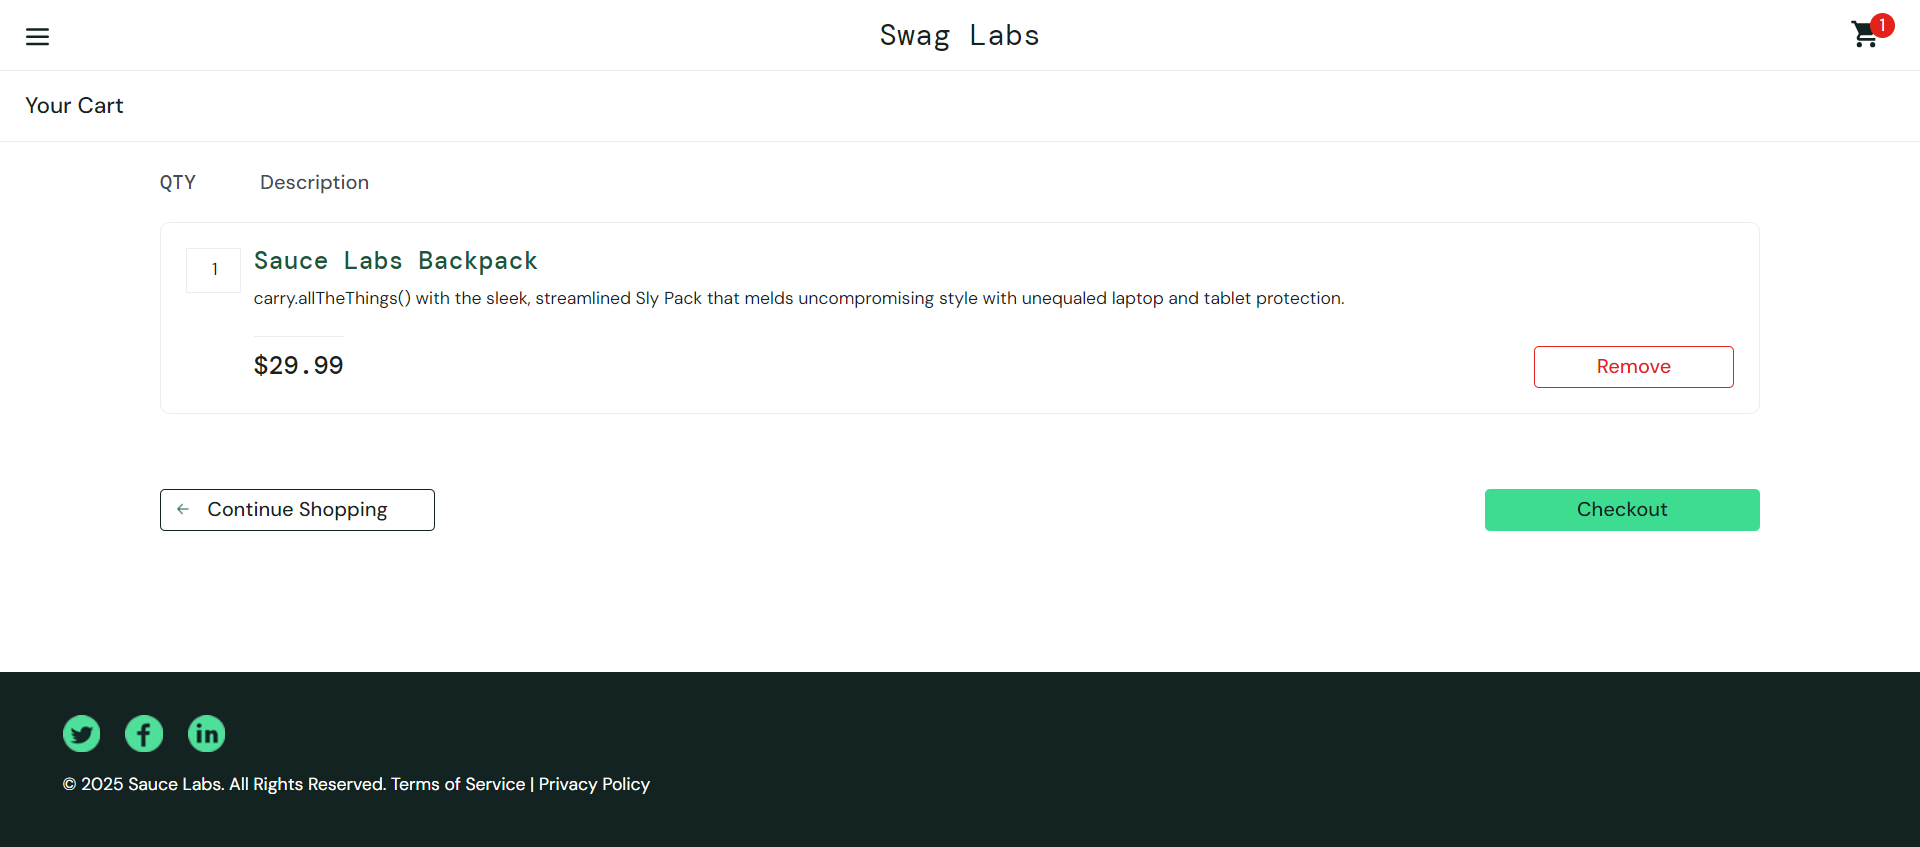 Swag Labs
1
Your Cart
QTY Description
1
Sauce Labs Backpack
carry.allTheThings() with the sleek, streamlined Sly Pack that melds uncompromising style with unequaled laptop and tablet protection.
$29.99
Remove
Continue Shopping
Checkout
© 2025 Sauce Labs. All Rights Reserved. Terms of Service | Privacy Policy